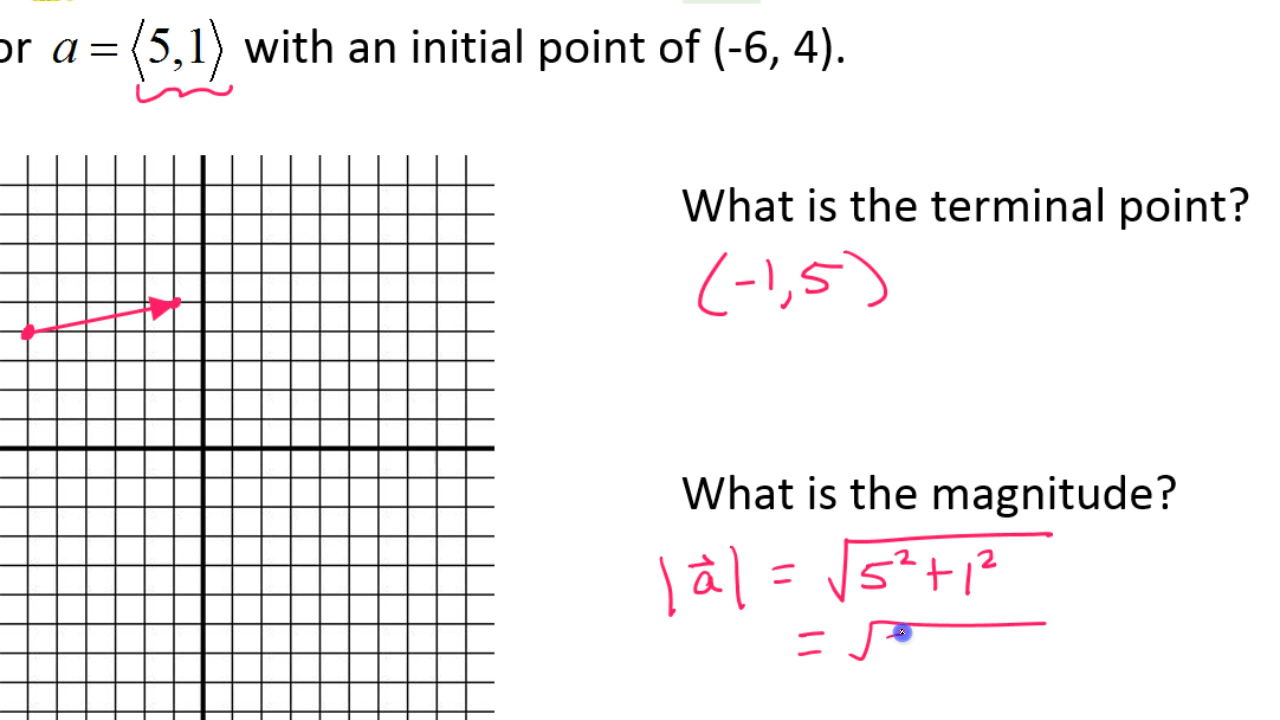 or a = ⟨5,1⟩ with an initial point of (-6, 4).
What is the terminal point?
(-1,5)
What is the magnitude?
|a⃗| = √5²+1²
= √